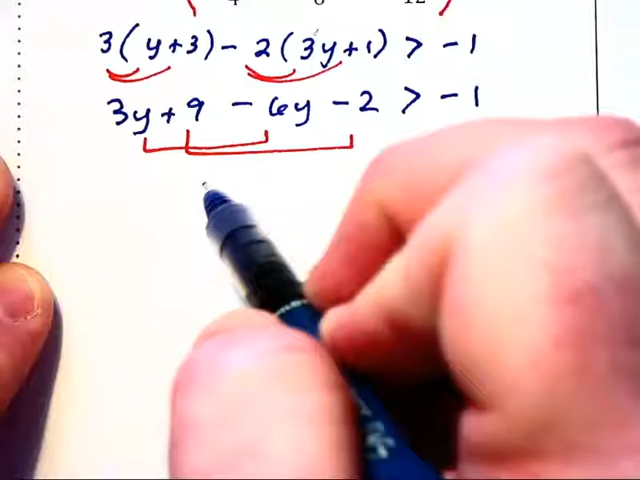 3(y+3) - 2(3y+1) > -1
3y+9 - 6y - 2 > -1